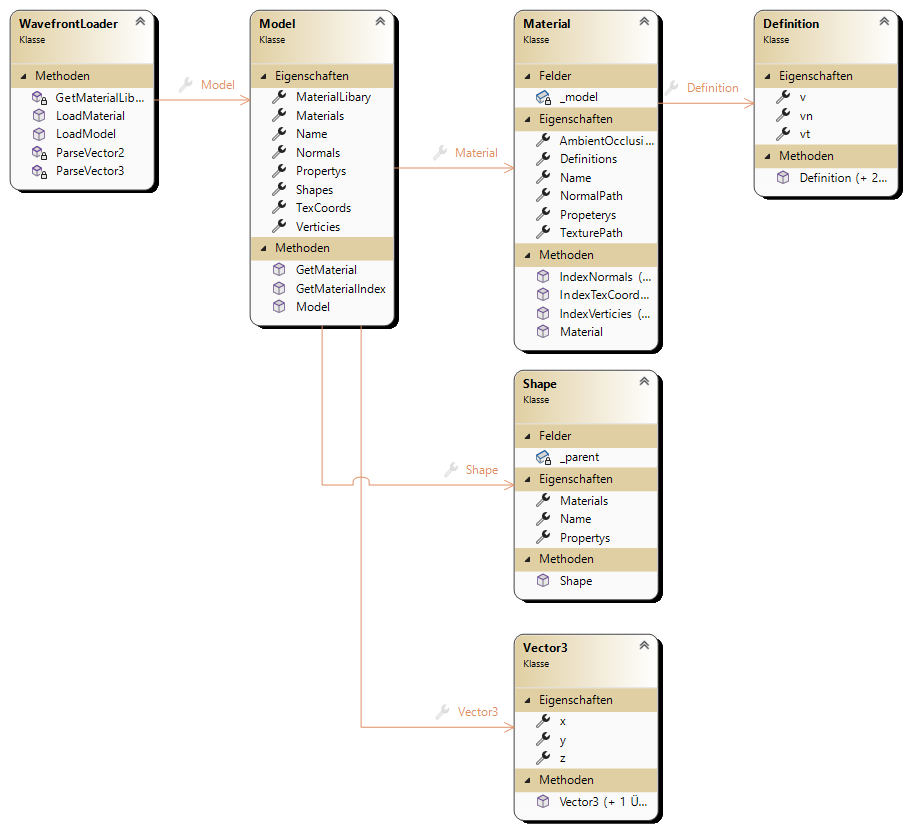 WavefrontLoader
Klasse
Methoden
GetMaterialLib...
LoadMaterial
LoadModel
ParseVector2
ParseVector3
Model
Model
Klasse
Eigenschaften
MaterialLibary
Materials
Name
Normals
Propertys
Shapes
TexCoords
Verticies
Methoden
GetMaterial
GetMaterialIndex
Model
Material
Material
Klasse
Felder
_model
Eigenschaften
AmbientOcclusi...
Definitions
Name
NormalPath
Propeterys
TexturePath
Methoden
IndexNormals (...
IndexTexCoord...
IndexVerticies (...
Material
Definition
Definition
Klasse
Eigenschaften
v
vn
vt
Methoden
Definition (+ 2...
Shape
Shape
Klasse
Felder
_parent
Eigenschaften
Materials
Name
Propertys
Methoden
Shape
Vector3
Vector3
Klasse
Eigenschaften
x
y
z
Methoden
Vector3 (+ 1 Ü...